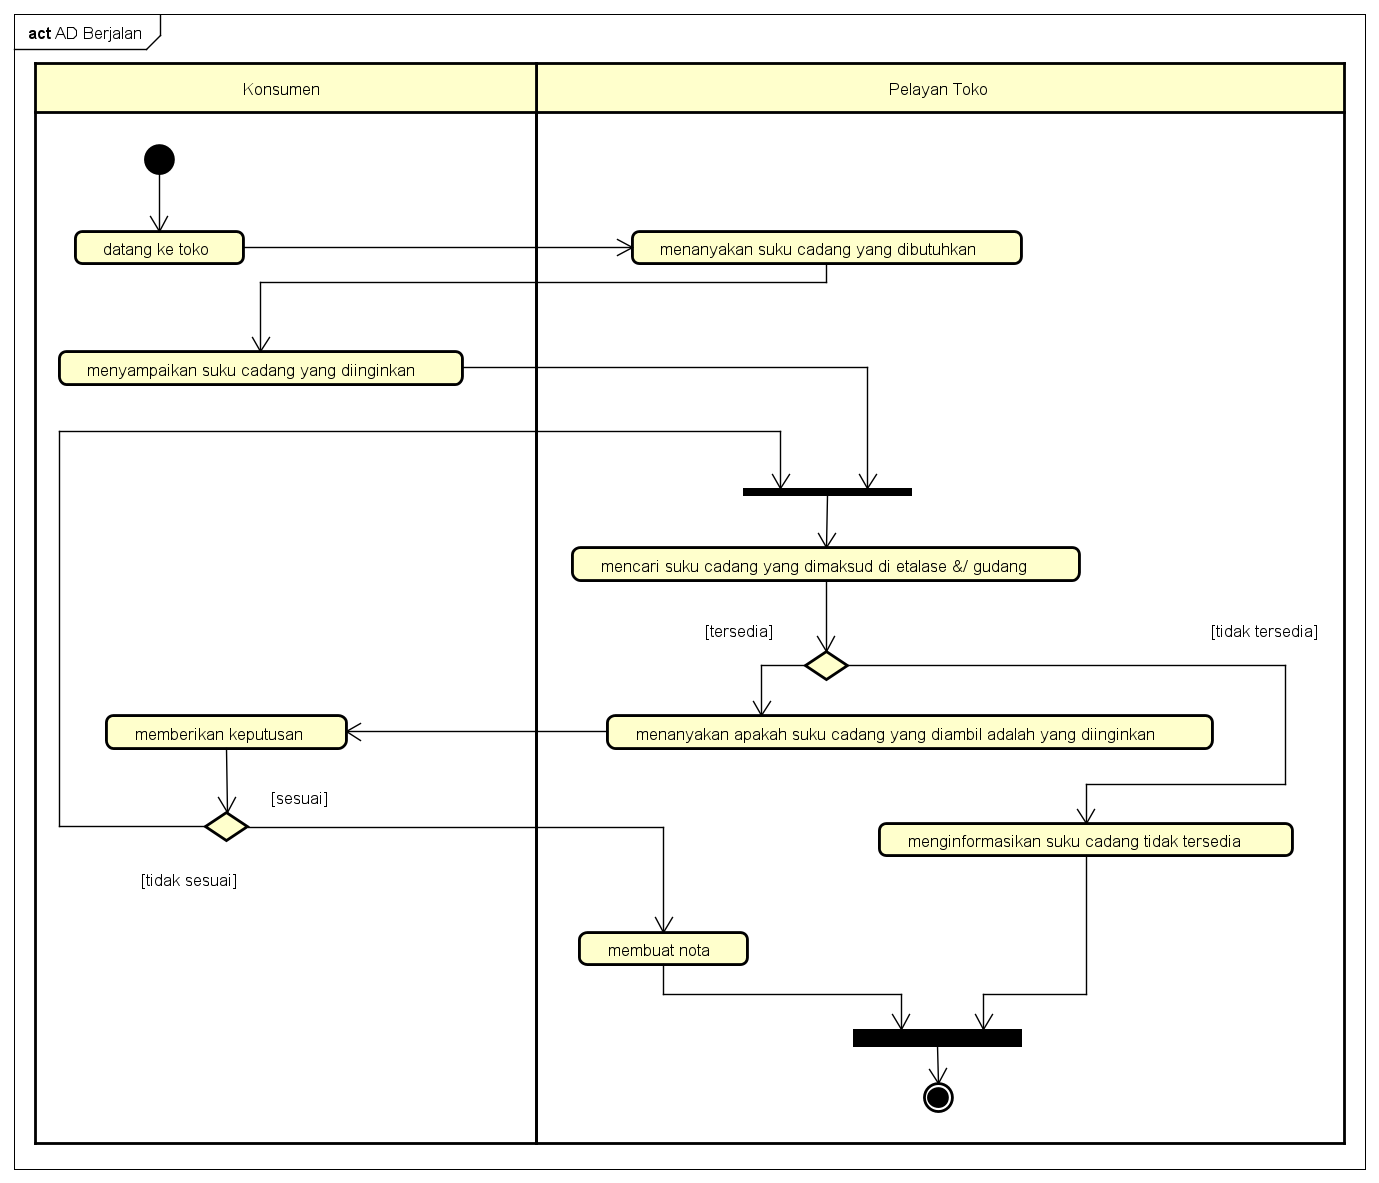 act AD Berjalan
Konsumen
Pelayan Toko
datang ke toko
menanyakan suku cadang yang dibutuhkan
menyampaikan suku cadang yang diinginkan
mencari suku cadang yang dimaksud di etalase &/ gudang
[tersedia]
[tidak tersedia]
memberikan keputusan
menanyakan apakah suku cadang yang diambil adalah yang diinginkan
[sesuai]
menginformasikan suku cadang tidak tersedia
[tidak sesuai]
membuat nota